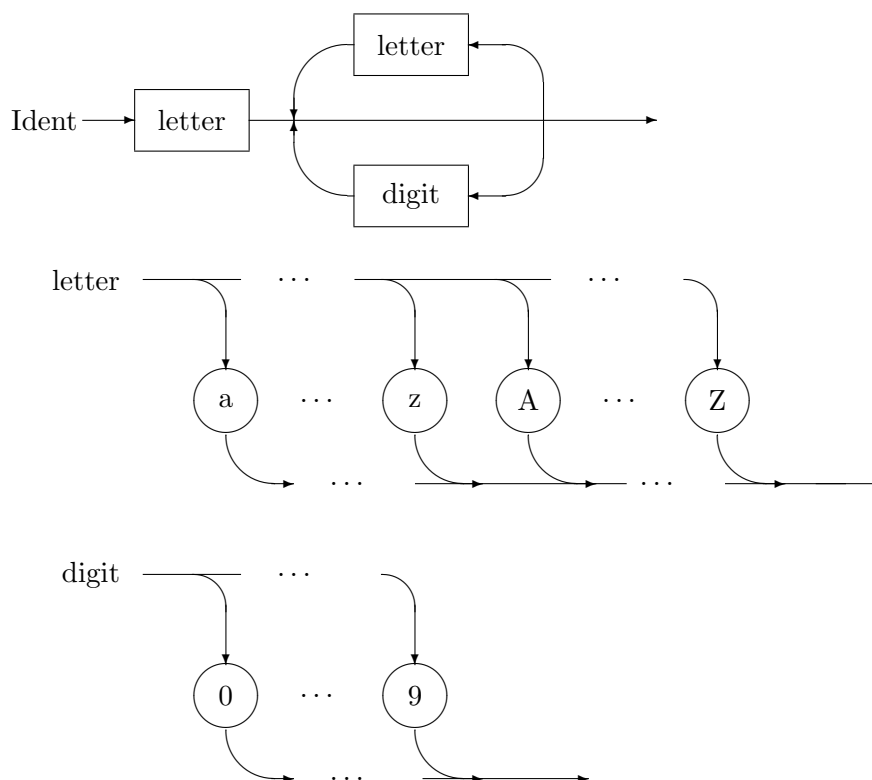 letter
Ident letter
digit
letter ... ...
a ... z A ... Z
... ...
digit ...
0 ... 9
...